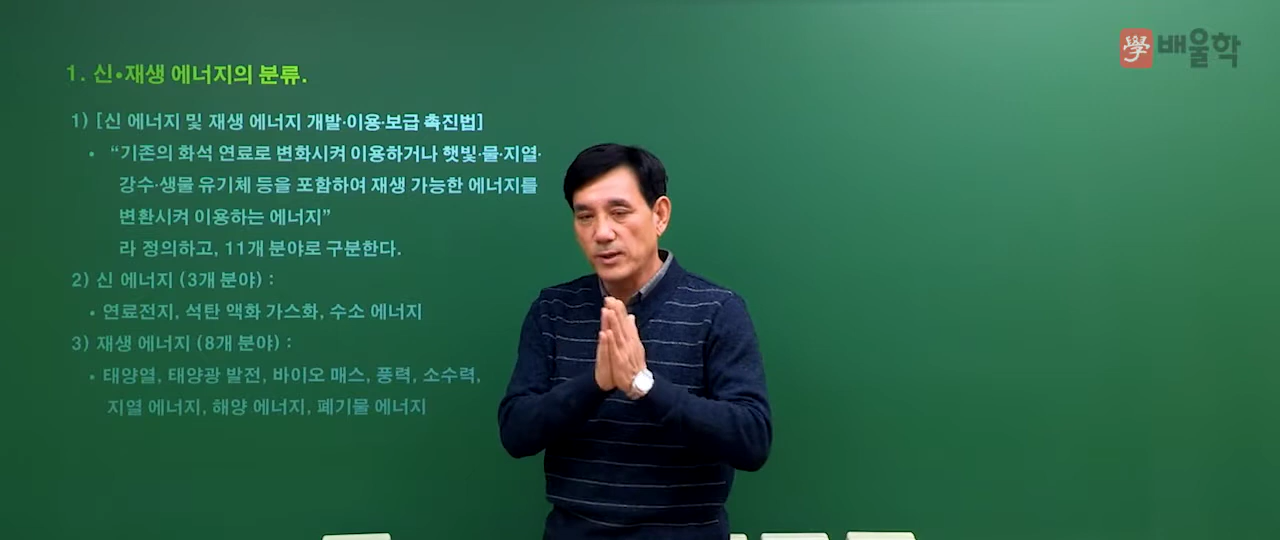 學 배울학
1. 신•재생 에너지의 분류.
1) [신 에너지 및 재생 에너지 개발·이용·보급 촉진법]
• “기존의 화석 연료로 변화시켜 이용하거나 햇빛·물·지열·
강수·생물 유기체 등을 포함하여 재생 가능한 에너지를
변환시켜 이용하는 에너지”
라 정의하고, 11개 분야로 구분한다.
2) 신 에너지 (3개 분야) :
• 연료전지, 석탄 액화 가스화, 수소 에너지
3) 재생 에너지 (8개 분야) :
• 태양열, 태양광 발전, 바이오 매스, 풍력, 소수력,
지열 에너지, 해양 에너지, 폐기물 에너지